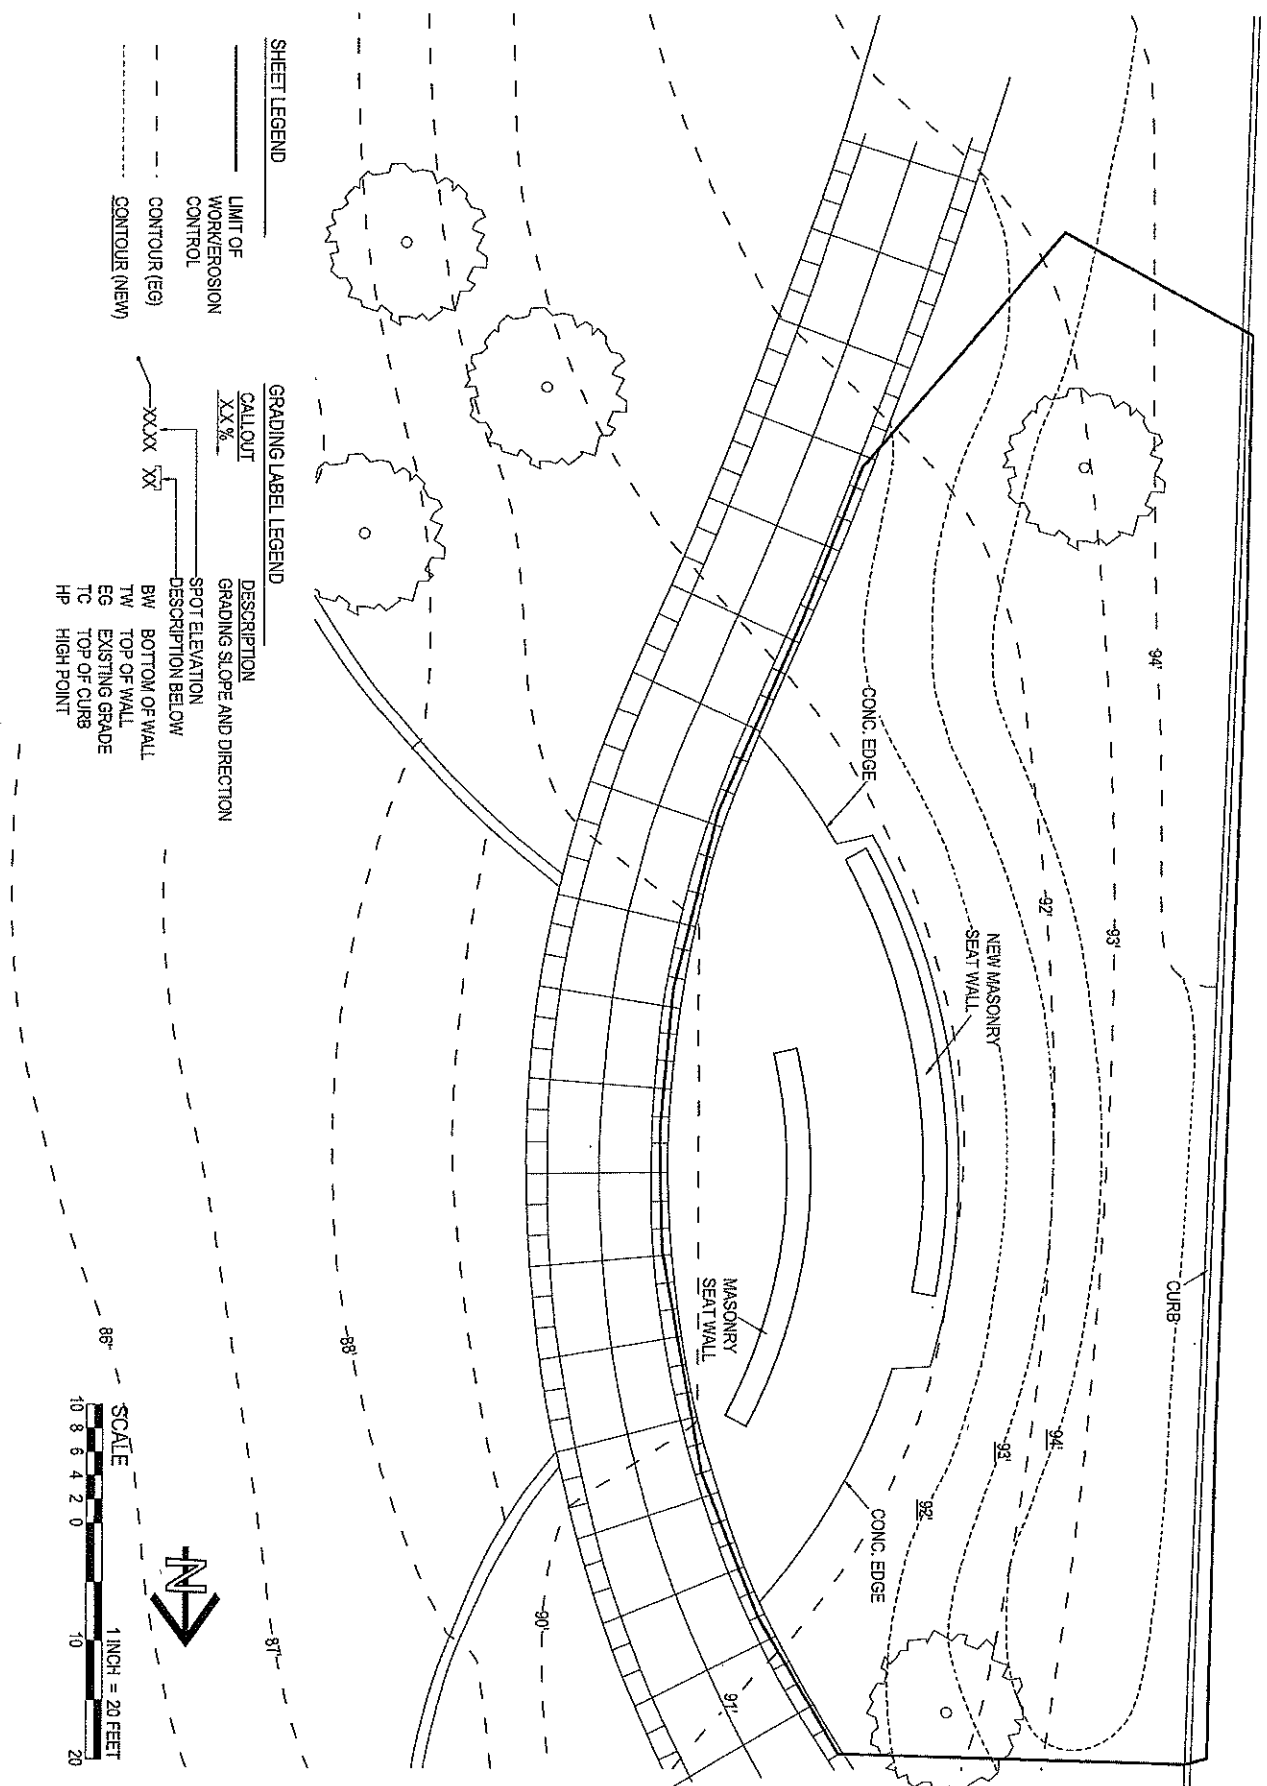 94'
CONC. EDGE
92'
93'
NEW MASONRY
SEAT WALL
CURB
MASONRY
SEAT WALL
94'
93'
92'
CONC. EDGE
91'
90'
88'
87'
86'
SHEET LEGEND
LIMIT OF
WORK/EROSION
CONTROL
CONTOUR (EG)
CONTOUR (NEW)
GRADING LABEL LEGEND
CALLOUT DESCRIPTION
X.X % GRADING SLOPE AND DIRECTION
SPOT ELEVATION
XX.XX XX DESCRIPTION BELOW
BW BOTTOM OF WALL
TW TOP OF WALL
EG EXISTING GRADE
TC TOP OF CURB
HP HIGH POINT
SCALE 1 INCH = 20 FEET
10 8 6 4 2 0 10 20
N